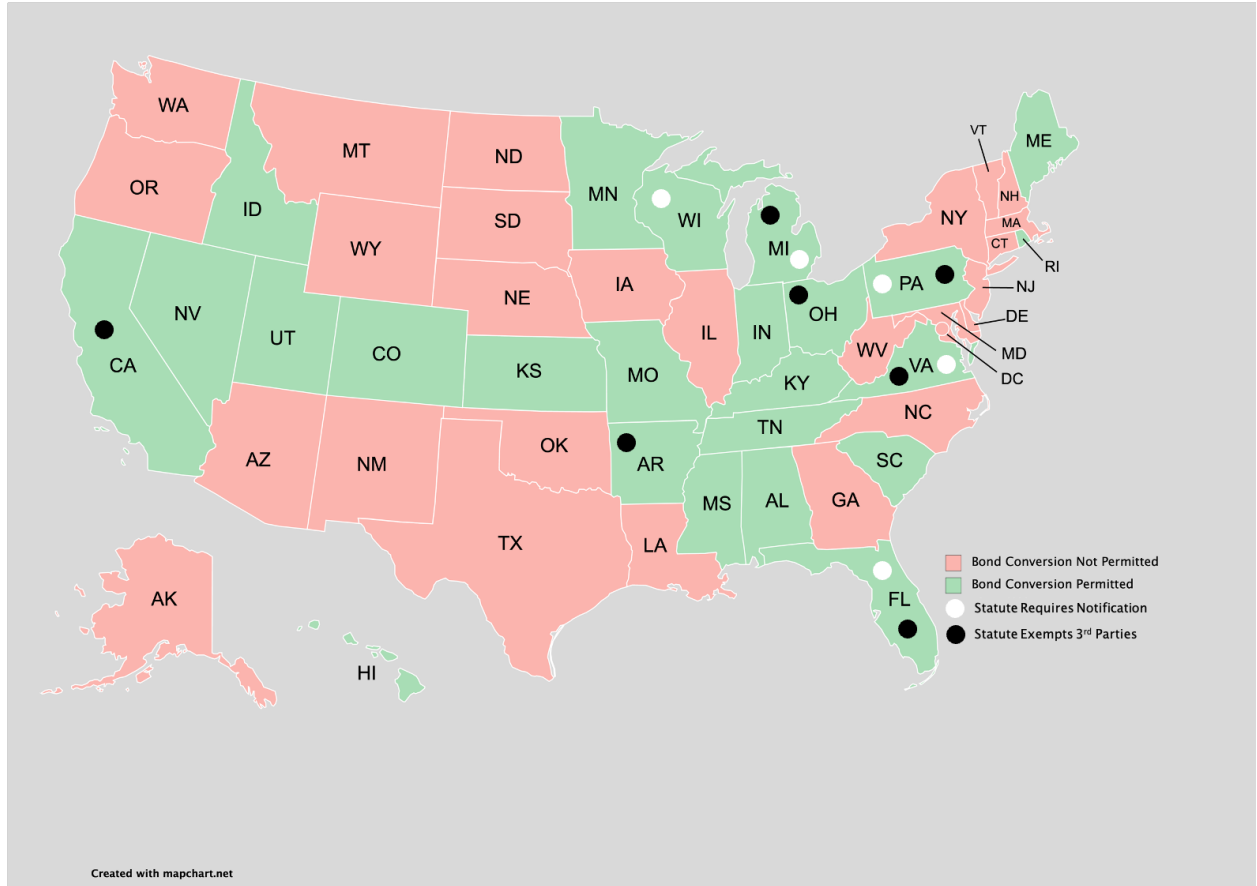 WA
MT
ND
MN
VT
ME
OR
ID
SD
WI
MI
NY
NH
MA
CT
RI
WY
NE
IA
PA
NJ
NV
UT
CO
IL
IN
OH
DE
MD
DC
CA
KS
MO
WV
VA
KY
NC
TN
AZ
NM
OK
AR
SC
MS
AL
GA
TX
LA
AK
HI
FL
Bond Conversion Not Permitted
Bond Conversion Permitted
Statute Requires Notification
Statute Exempts 3rd Parties
Created with mapchart.net